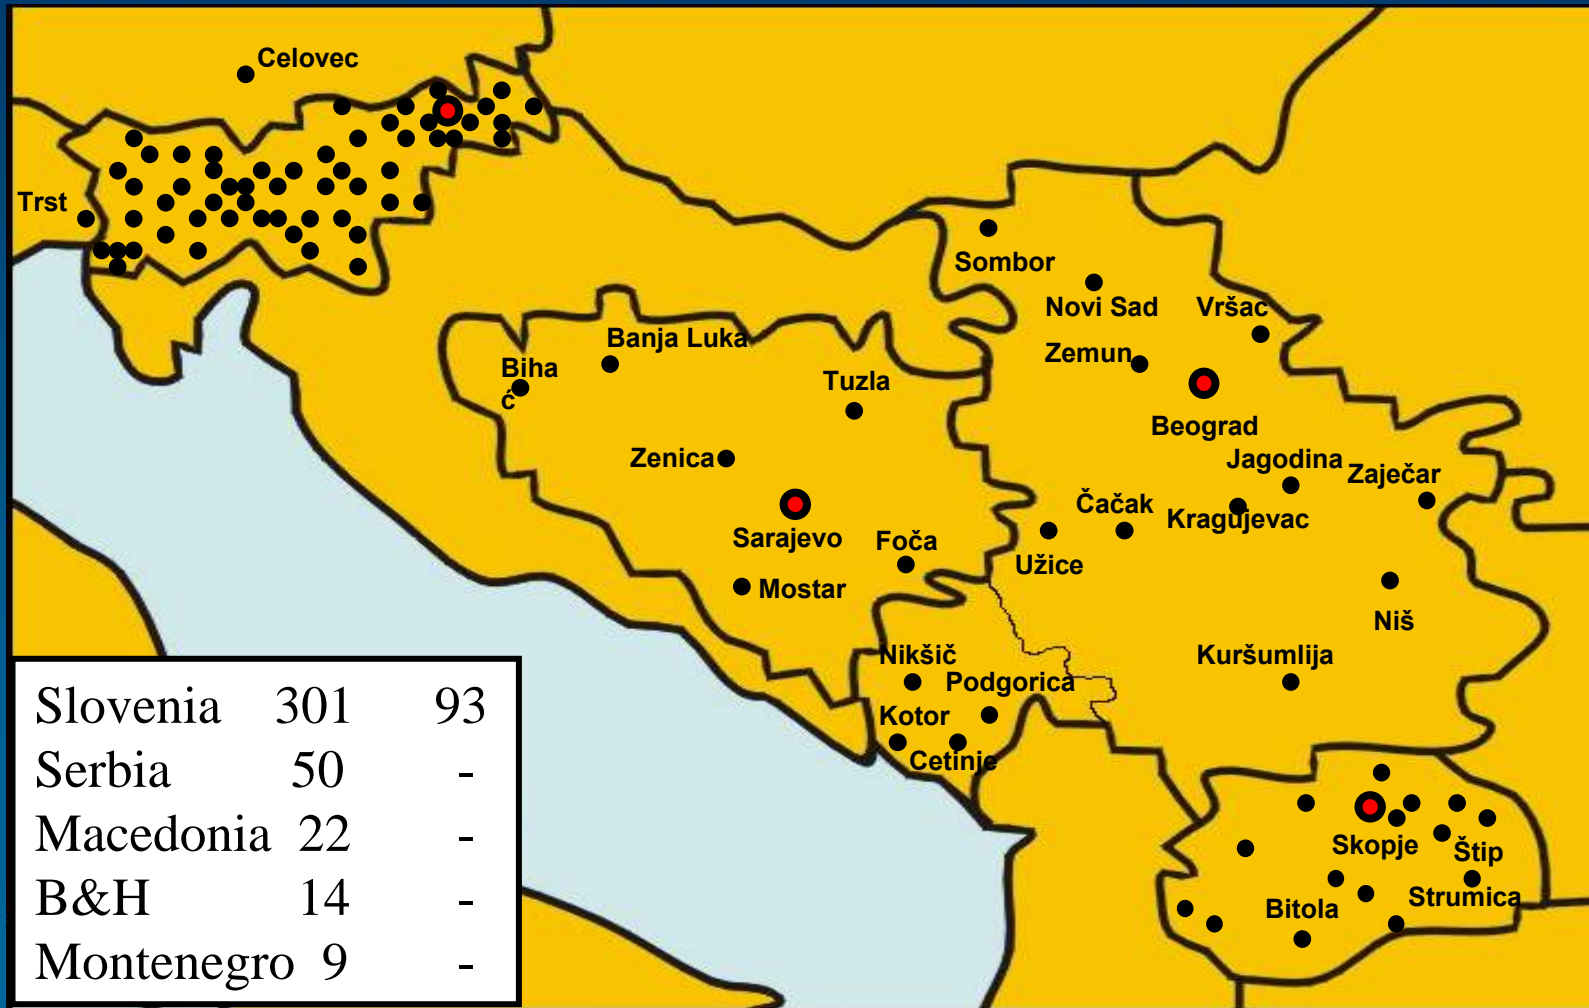 Celovec
Trst
Sombor
Novi Sad
Vršac
Banja Luka
Zemun
Biha
ć
Tuzla
Beograd
Zenica
Jagodina
Zaječar
Čačak
Kragujevac
Sarajevo
Foča
Užice
Mostar
Niš
Nikšič
Kuršumlija
Podgorica
Kotor
Cetinje
Skopje
Štip
Bitola
Strumica
Slovenia 301 93
Serbia 50 -
Macedonia 22 -
B&H 14 -
Montenegro 9 -